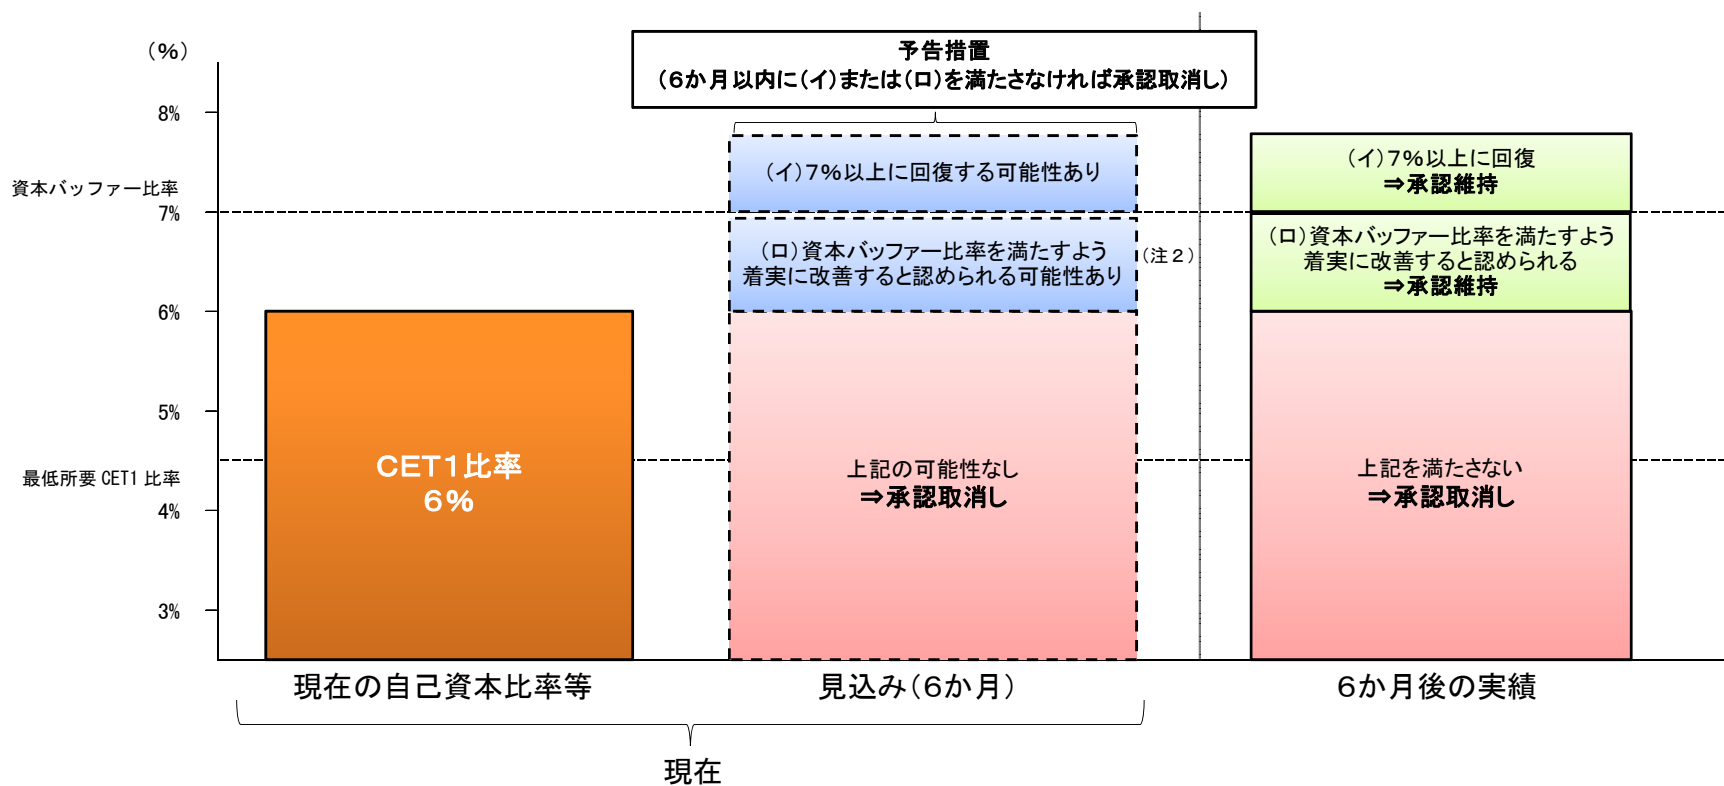 （％）
予告措置
（６か月以内に（イ）または（ロ）を満たさなければ承認取消し）
8%
資本バッファー比率
7%
6%
5%
最低所要 CET1 比率
4%
3%
ＣＥＴ１比率
６％
（イ）７％以上に回復する可能性あり
（ロ）資本バッファー比率を満たすよう
着実に改善すると認められる可能性あり
（注２）
上記の可能性なし
⇒承認取消し
（イ）７％以上に回復
⇒承認維持
（ロ）資本バッファー比率を満たすよう
着実に改善すると認められる
⇒承認維持
上記を満たさない
⇒承認取消し
現在の自己資本比率等
見込み（６か月）
６か月後の実績
現在